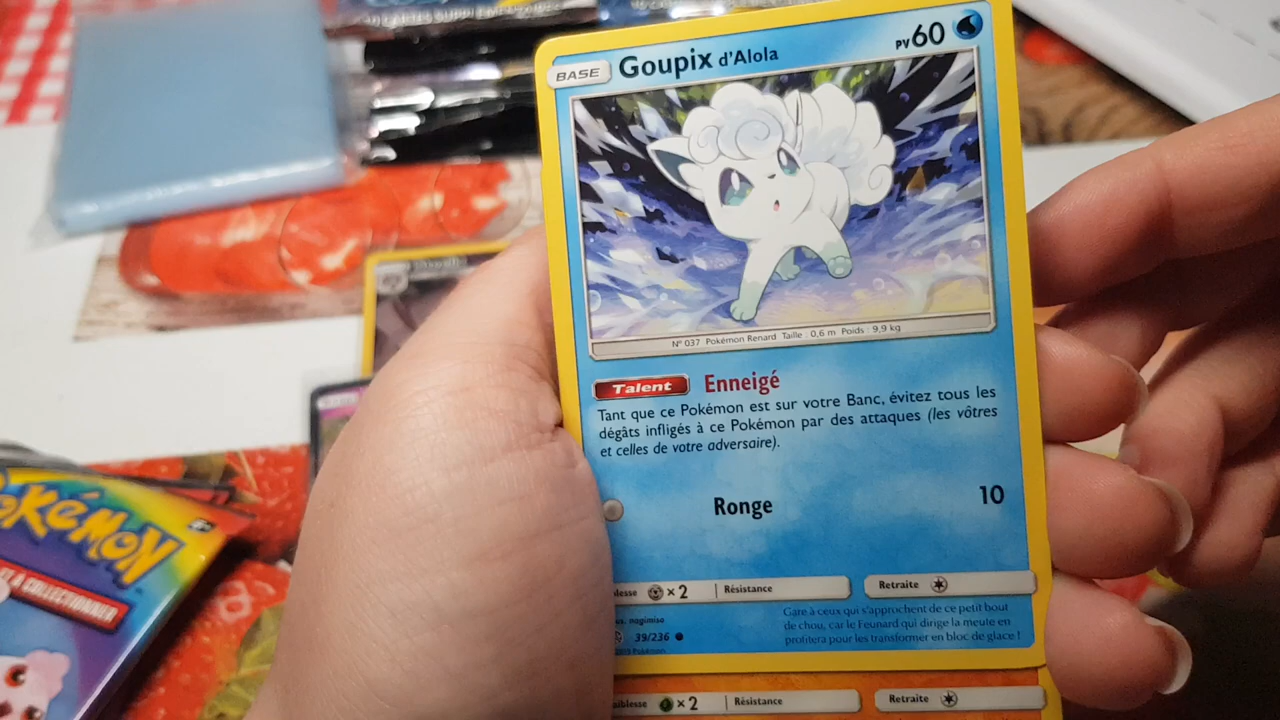 BASE Goupix d'Alola PV60
N° 037 Pokémon Renard Taille : 0,6 m Poids : 9,9 kg
Talent Enneigé
Tant que ce Pokémon est sur votre Banc, évitez tous les
dégâts infligés à ce Pokémon par des attaques (les vôtres
et celles de votre adversaire).
Ronge 10
×2 Résistance Retraite
nagimiso
39/236
Gare à ceux qui s'approchent de ce petit bout
de chou, car le Feunard qui dirige la meute en
profitera pour les transformer en bloc de glace !
×2 Résistance Retraite
POKéMON
ET À COLLECTIONNER